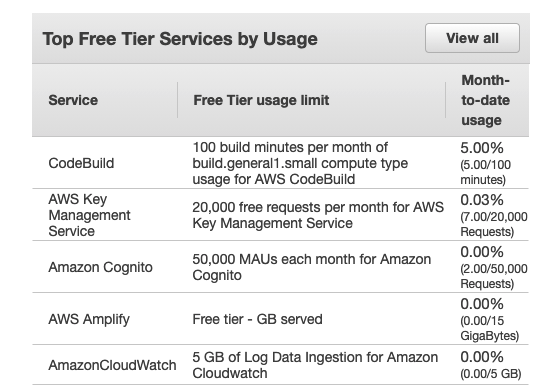 Top Free Tier Services by Usage
View all
Service
Free Tier usage limit
Month-
to-date
usage
CodeBuild
100 build minutes per month of
build.general1.small compute type
usage for AWS CodeBuild
5.00%
(5.00/100
minutes)
AWS Key
Management
Service
20,000 free requests per month for AWS
Key Management Service
0.03%
(7.00/20,000
Requests)
Amazon Cognito
50,000 MAUs each month for Amazon
Cognito
0.00%
(2.00/50,000
Requests)
AWS Amplify
Free tier - GB served
0.00%
(0.00/15
GigaBytes)
AmazonCloudWatch
5 GB of Log Data Ingestion for Amazon
Cloudwatch
0.00%
(0.00/5 GB)